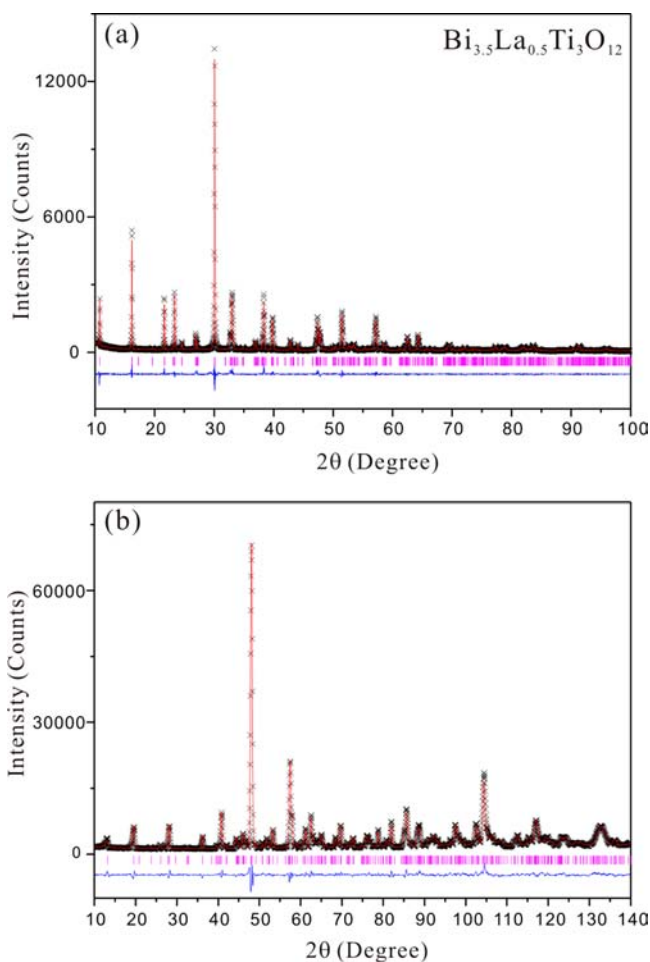 (a)
Bi₃.₅La₀.₅Ti₃O₁₂
Intensity (Counts)
12000
6000
0
10 20 30 40 50 60 70 80 90 100
2θ (Degree)
(b)
Intensity (Counts)
60000
30000
0
10 20 30 40 50 60 70 80 90 100 110 120 130 140
2θ (Degree)